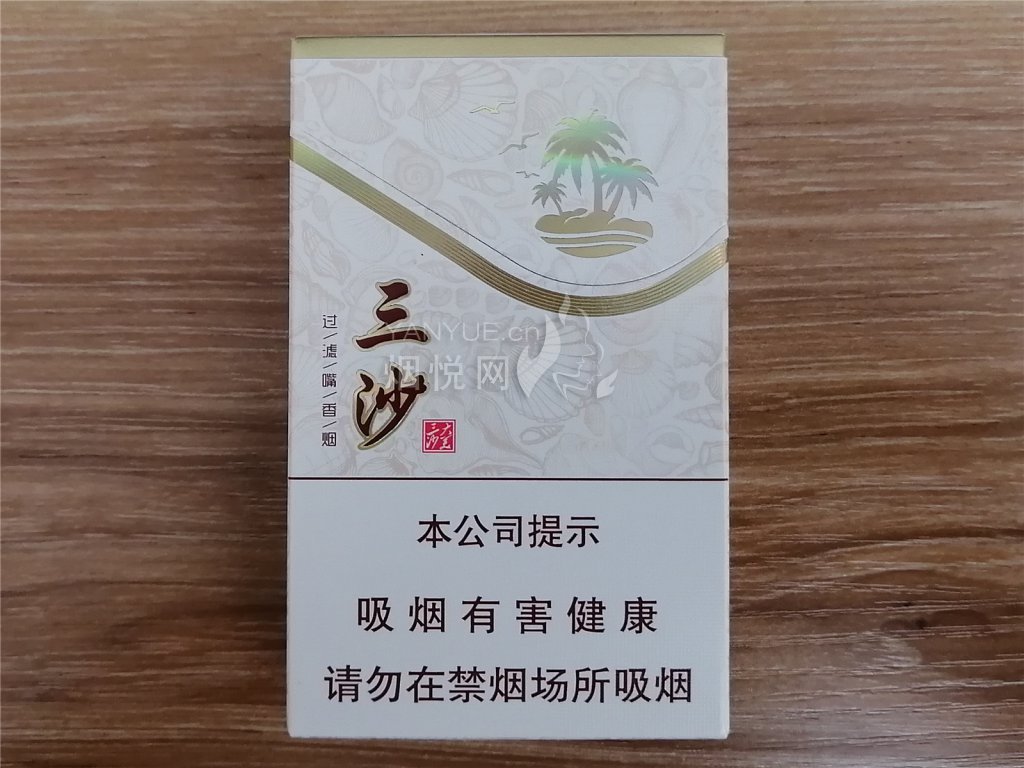 三沙
过/滤/嘴/香/烟
YANYUE.cn
烟悦网
本公司提示
吸烟有害健康
请勿在禁烟场所吸烟